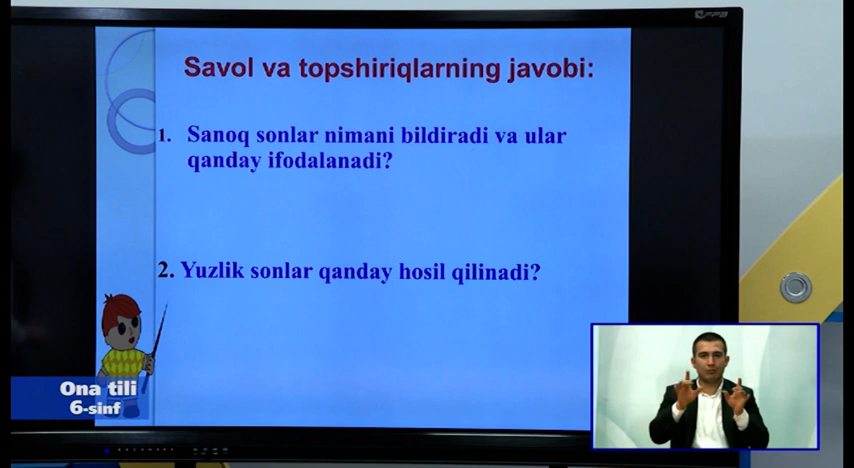 Savol va topshiriqlarning javobi:
1. Sanoq sonlar nimani bildiradi va ular
qanday ifodalanadi?
2. Yuzlik sonlar qanday hosil qilinadi?
Ona tili
6-sinf